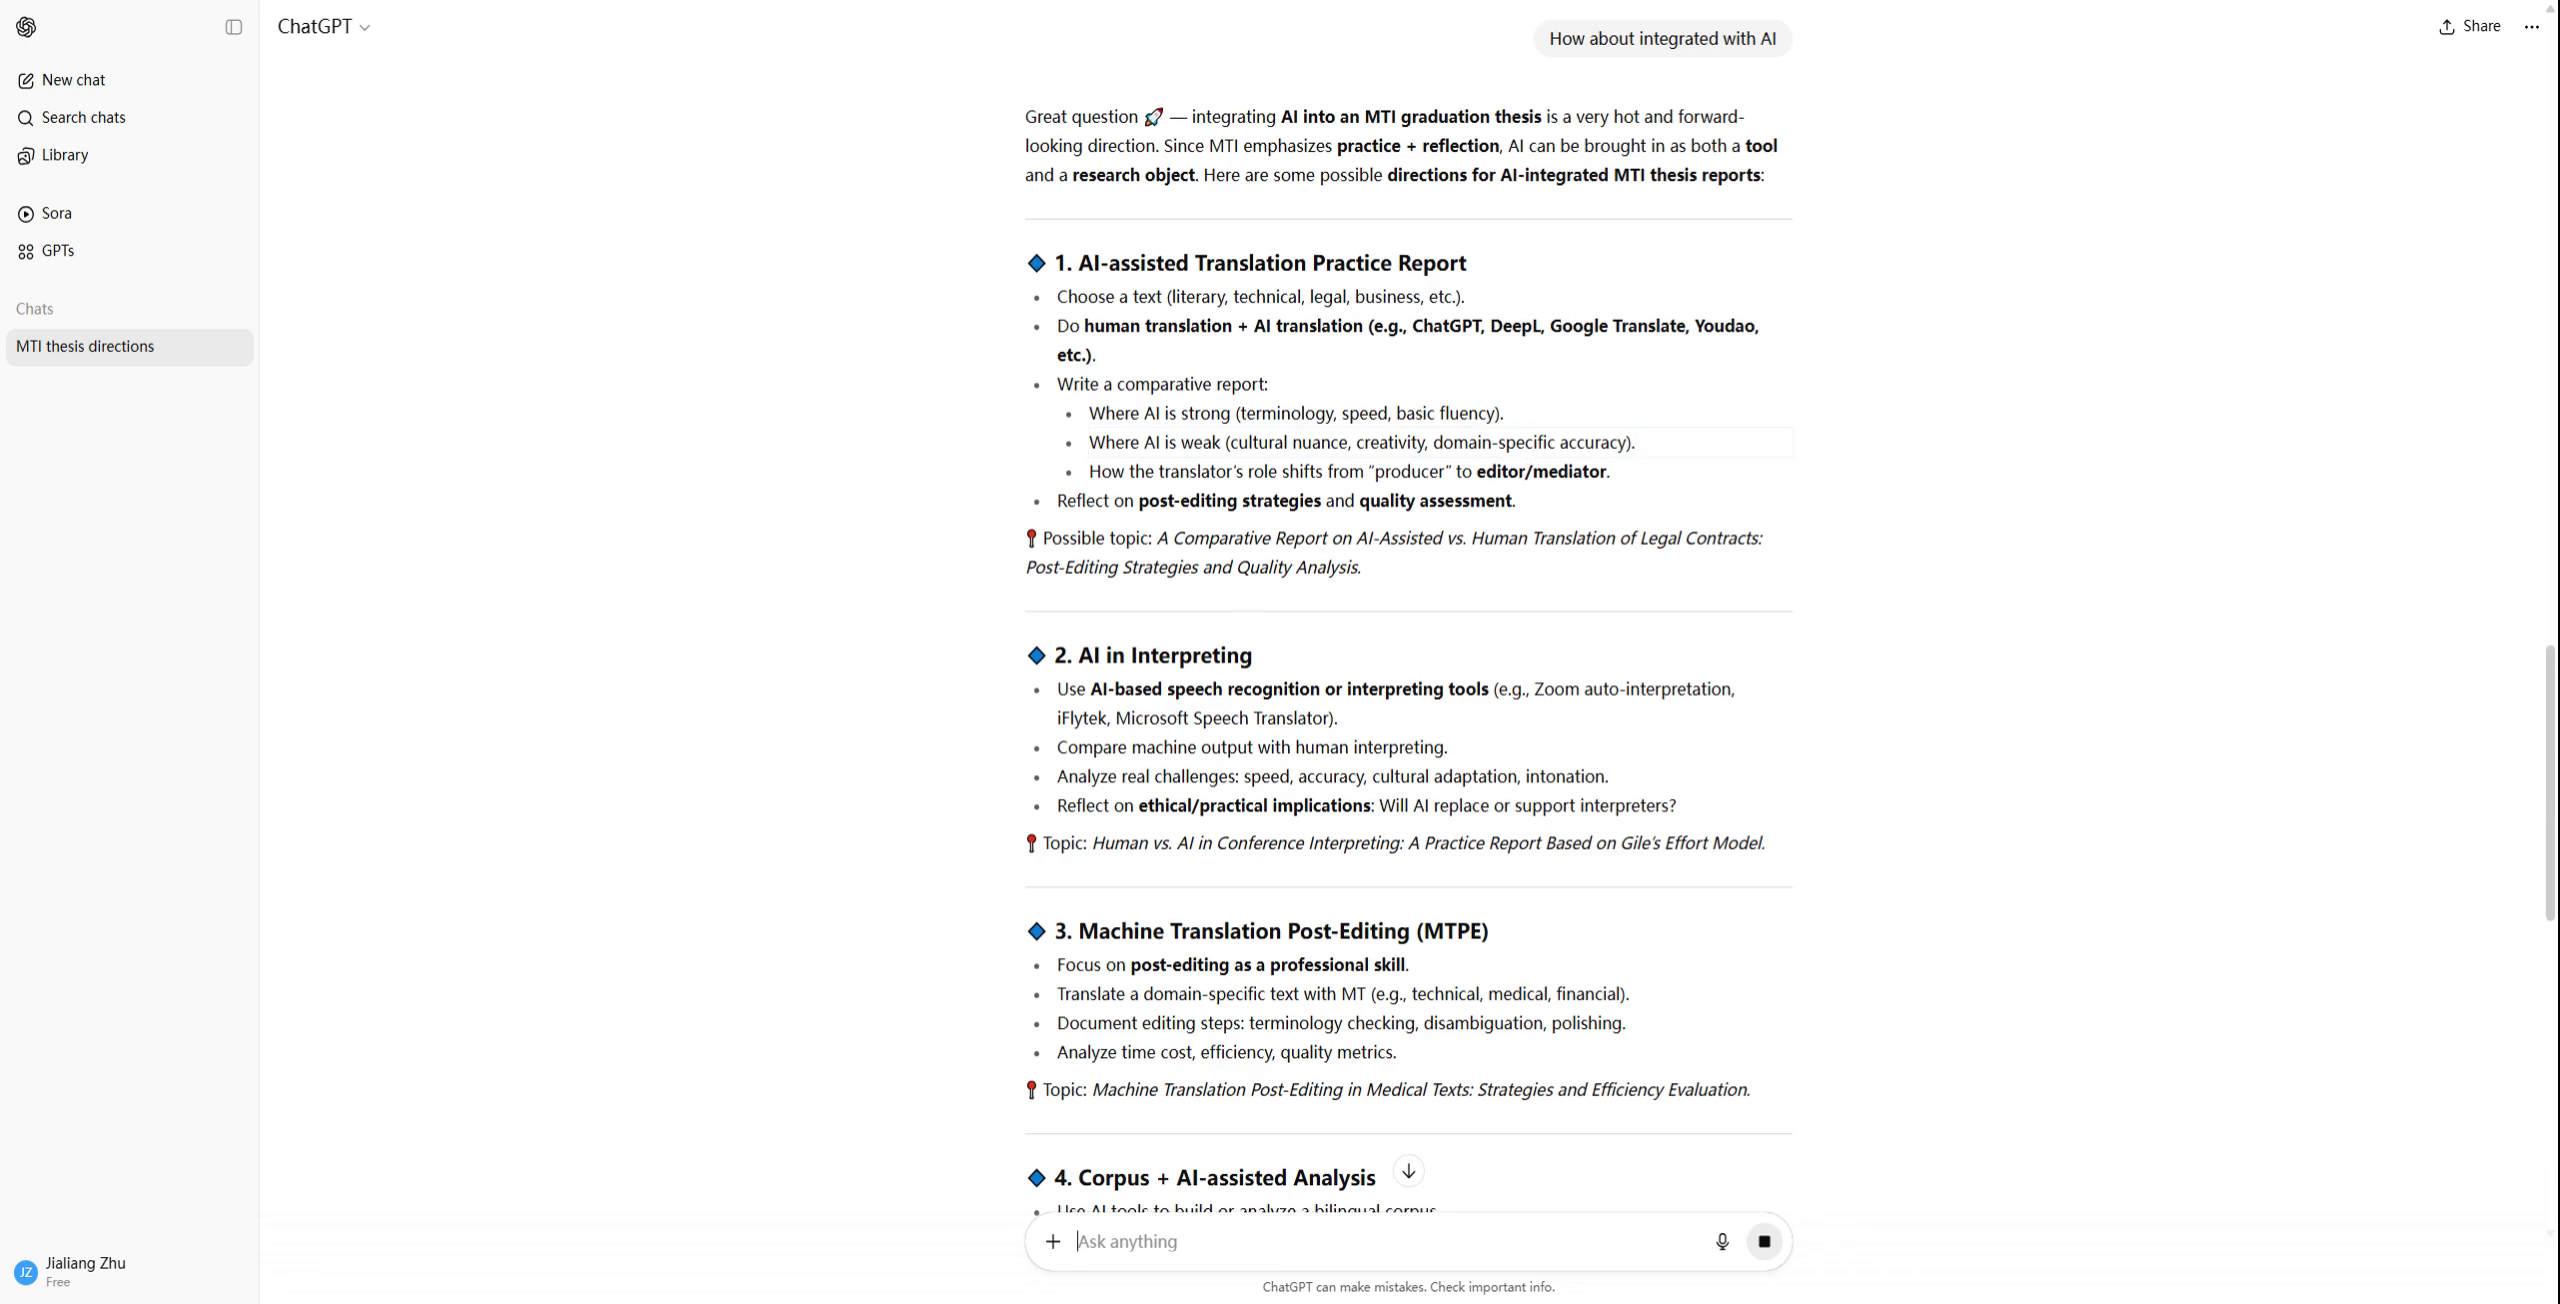 ChatGPT
Share
New chat
Search chats
Library
Sora
GPTs
Chats
MTI thesis directions
Jialiang Zhu
Free
JZ
How about integrated with AI
Great question 🚀 — integrating AI into an MTI graduation thesis is a very hot and forward-
looking direction. Since MTI emphasizes practice + reflection, AI can be brought in as both a tool
and a research object. Here are some possible directions for AI-integrated MTI thesis reports:
1. AI-assisted Translation Practice Report
Choose a text (literary, technical, legal, business, etc.).
Do human translation + AI translation (e.g., ChatGPT, DeepL, Google Translate, Youdao,
etc.).
Write a comparative report:
Where AI is strong (terminology, speed, basic fluency).
Where AI is weak (cultural nuance, creativity, domain-specific accuracy).
How the translator’s role shifts from “producer” to editor/mediator.
Reflect on post-editing strategies and quality assessment.
Possible topic: A Comparative Report on AI-Assisted vs. Human Translation of Legal Contracts:
Post-Editing Strategies and Quality Analysis.
2. AI in Interpreting
Use AI-based speech recognition or interpreting tools (e.g., Zoom auto-interpretation,
iFlytek, Microsoft Speech Translator).
Compare machine output with human interpreting.
Analyze real challenges: speed, accuracy, cultural adaptation, intonation.
Reflect on ethical/practical implications: Will AI replace or support interpreters?
Topic: Human vs. AI in Conference Interpreting: A Practice Report Based on Gile’s Effort Model.
3. Machine Translation Post-Editing (MTPE)
Focus on post-editing as a professional skill.
Translate a domain-specific text with MT (e.g., technical, medical, financial).
Document editing steps: terminology checking, disambiguation, polishing.
Analyze time cost, efficiency, quality metrics.
Topic: Machine Translation Post-Editing in Medical Texts: Strategies and Efficiency Evaluation.
4. Corpus + AI-assisted Analysis
Use AI tools to build or analyze a bilingual corpus
Ask anything
ChatGPT can make mistakes. Check important info.